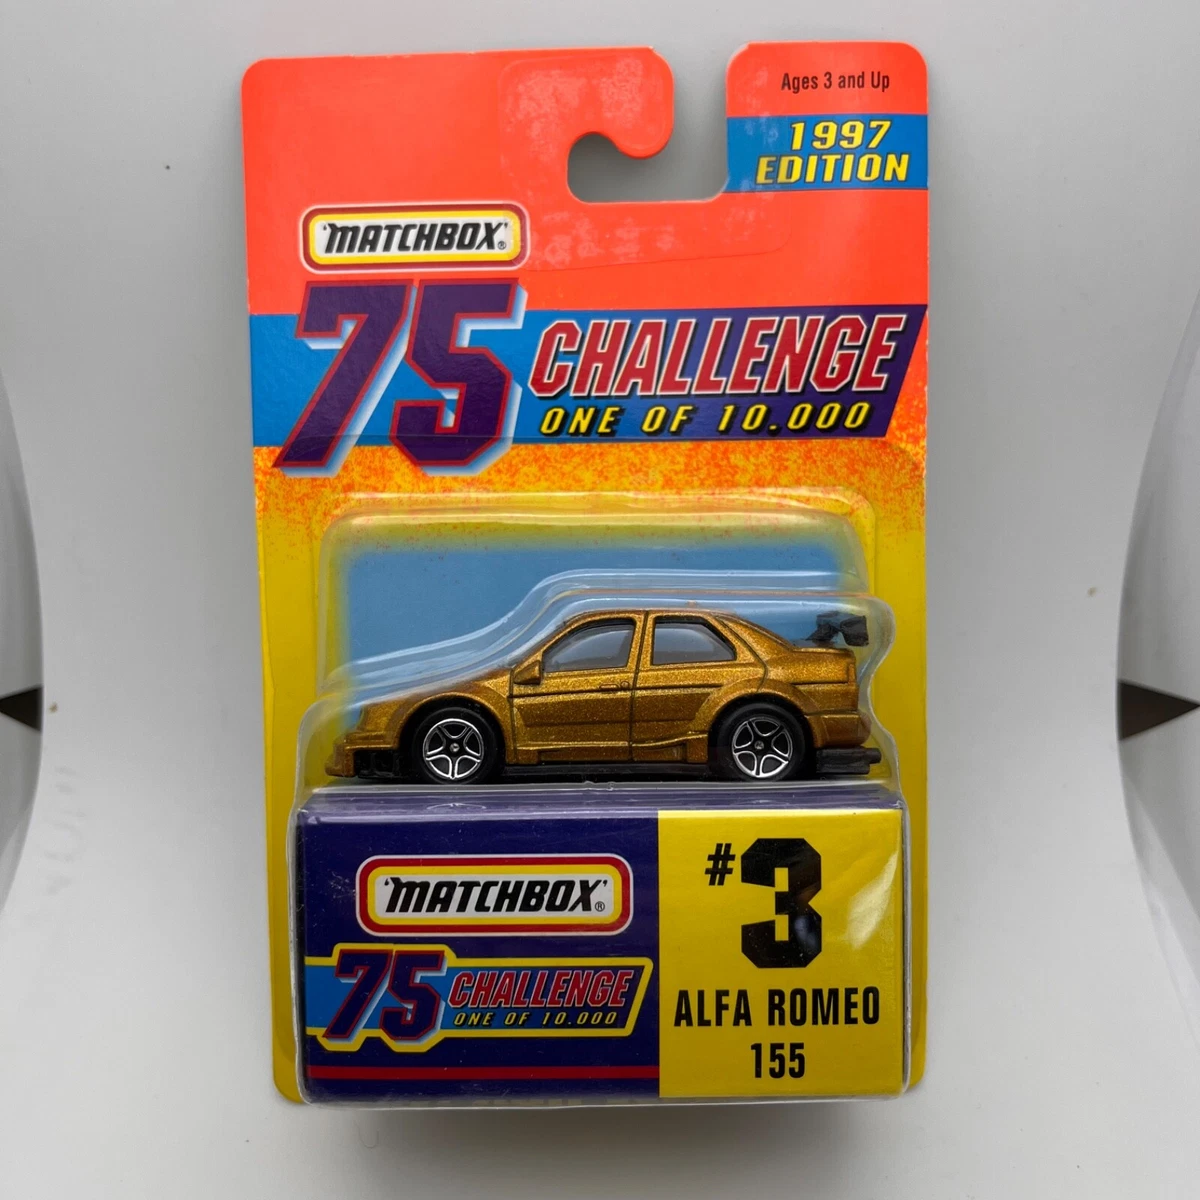 Ages 3 and Up
1997
EDITION
'MATCHBOX'®
75 CHALLENGE
ONE OF 10.000
'MATCHBOX'®
75 CHALLENGE
ONE OF 10.000
#3
ALFA ROMEO
155